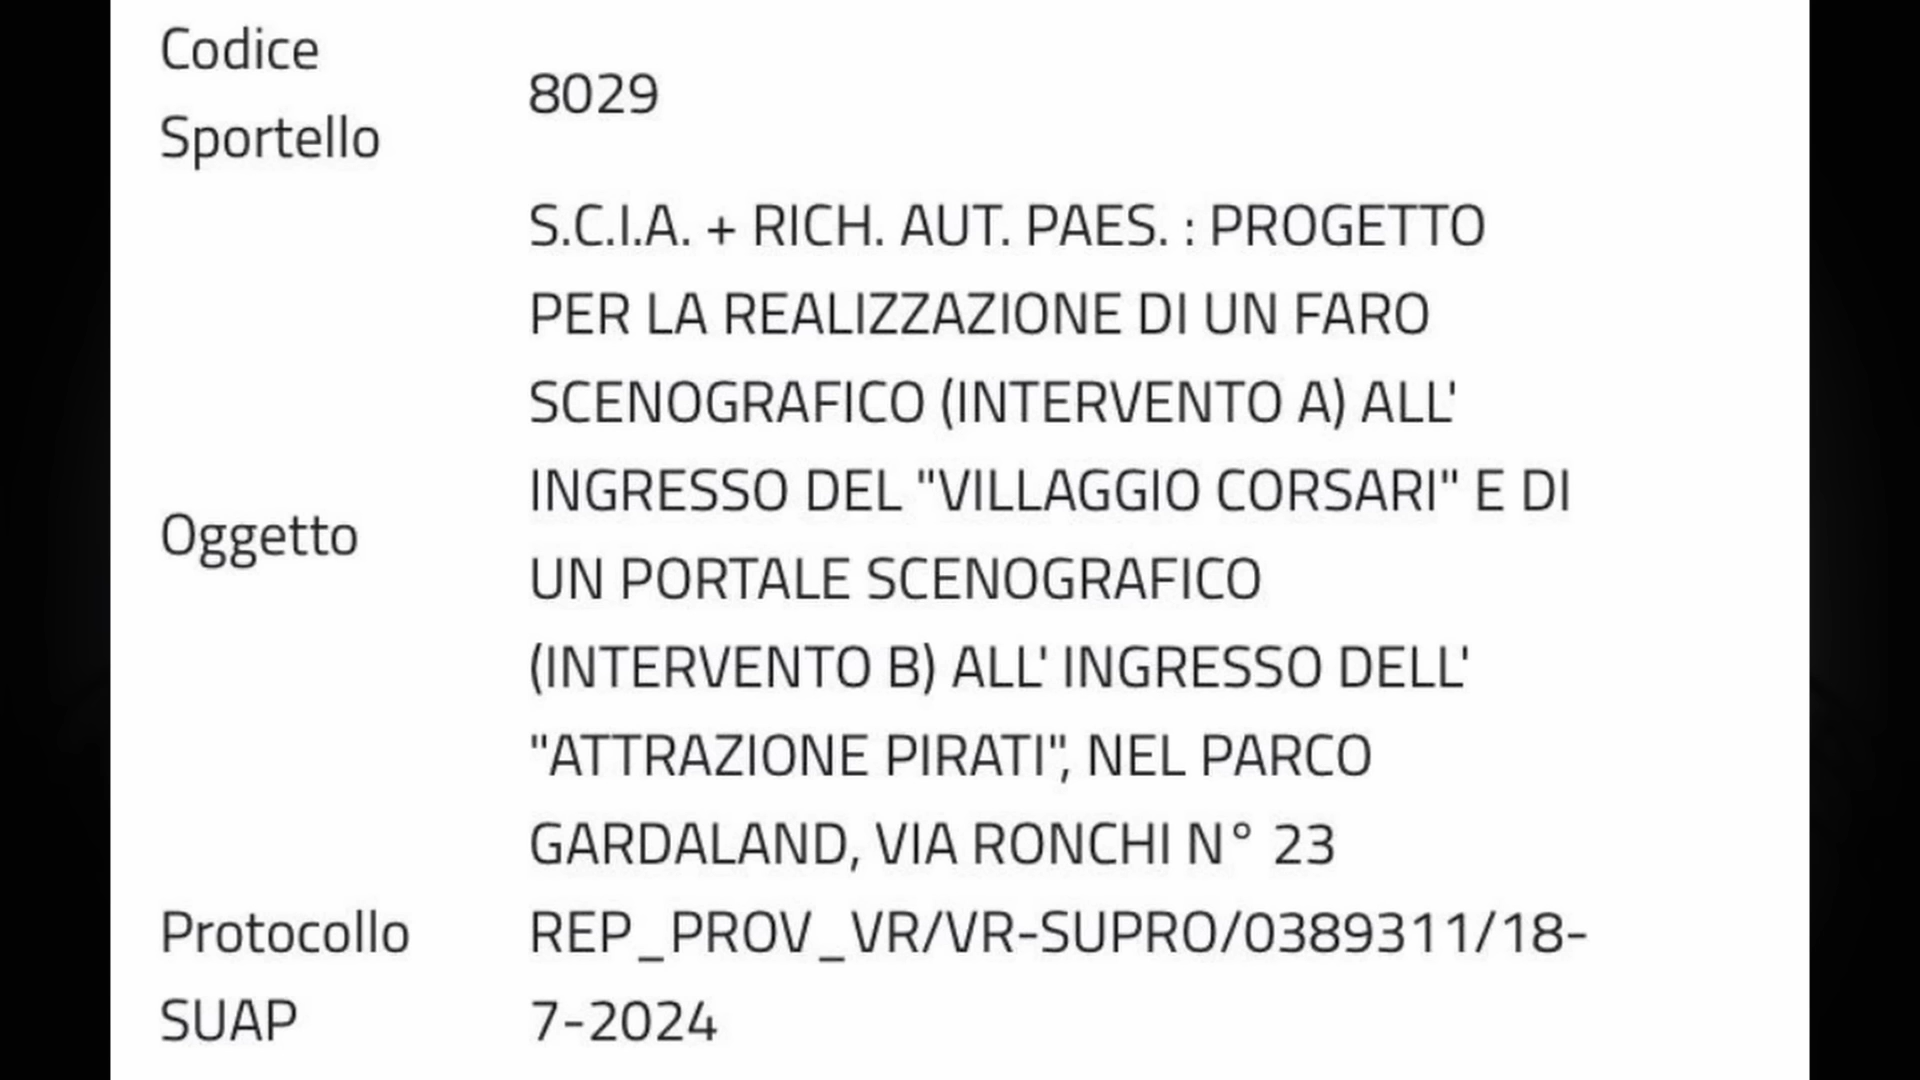 Codice
Sportello
8029
Oggetto
S.C.I.A. + RICH. AUT. PAES. : PROGETTO
PER LA REALIZZAZIONE DI UN FARO
SCENOGRAFICO (INTERVENTO A) ALL'
INGRESSO DEL "VILLAGGIO CORSARI" E DI
UN PORTALE SCENOGRAFICO
(INTERVENTO B) ALL' INGRESSO DELL'
"ATTRAZIONE PIRATI", NEL PARCO
GARDALAND, VIA RONCHI N° 23
Protocollo
SUAP
REP_PROV_VR/VR-SUPRO/0389311/18-
7-2024